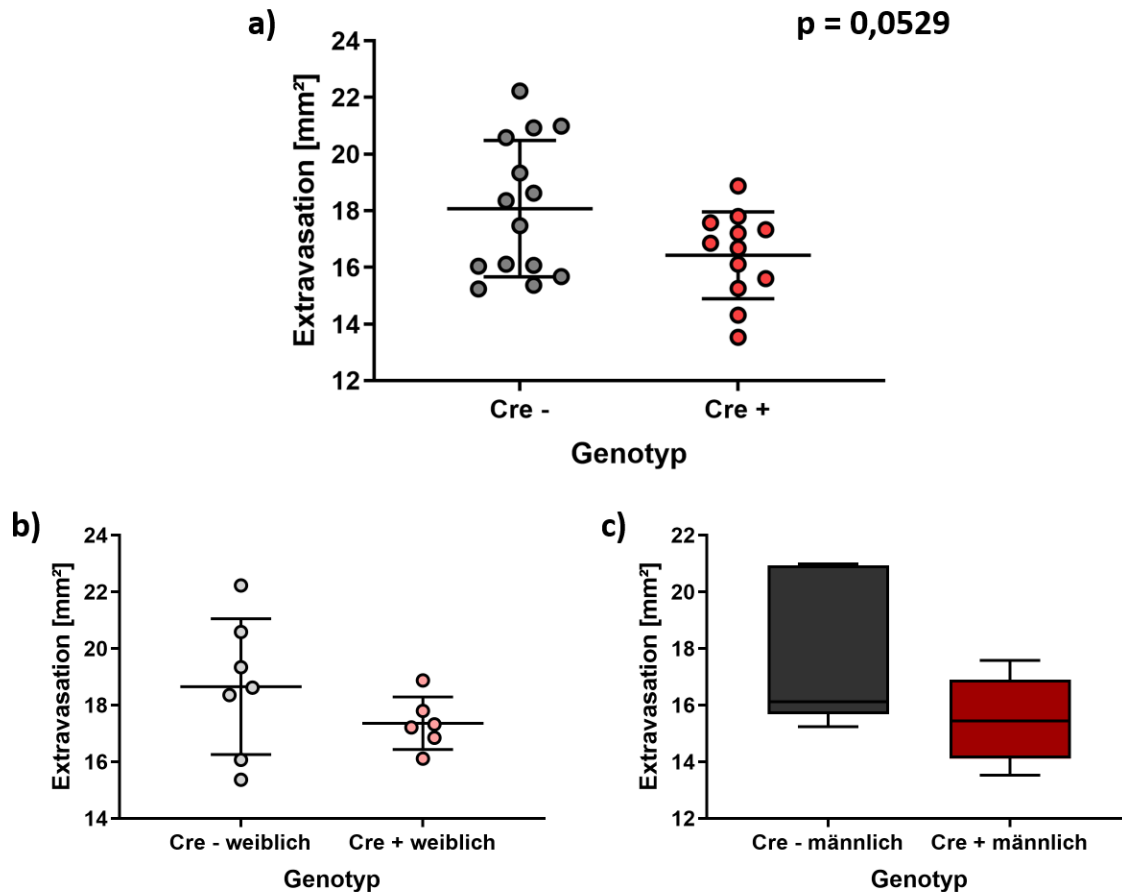 a)
p = 0,0529
Extravasation [mm²]
24
22
20
18
16
14
12
Cre -
Cre +
Genotyp
b)
Extravasation [mm²]
24
22
20
18
16
14
Cre - weiblich
Cre + weiblich
Genotyp
c)
Extravasation [mm²]
22
20
18
16
14
12
Cre - männlich
Cre + männlich
Genotyp